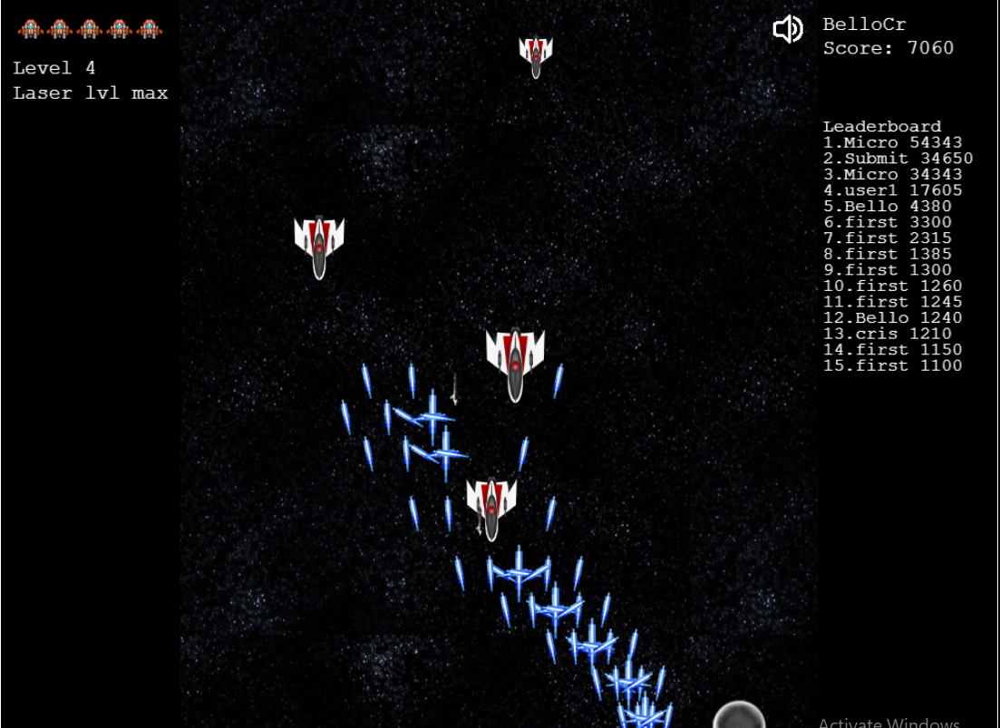 Level 4
Laser lvl max
BelloCr
Score: 7060
Leaderboard
1.Micro 54343
2.Submit 34650
3.Micro 34343
4.user1 17605
5.Bello 4380
6.first 3300
7.first 2315
8.first 1385
9.first 1300
10.first 1260
11.first 1245
12.Bello 1240
13.cris 1210
14.first 1150
15.first 1100
Activate Windows